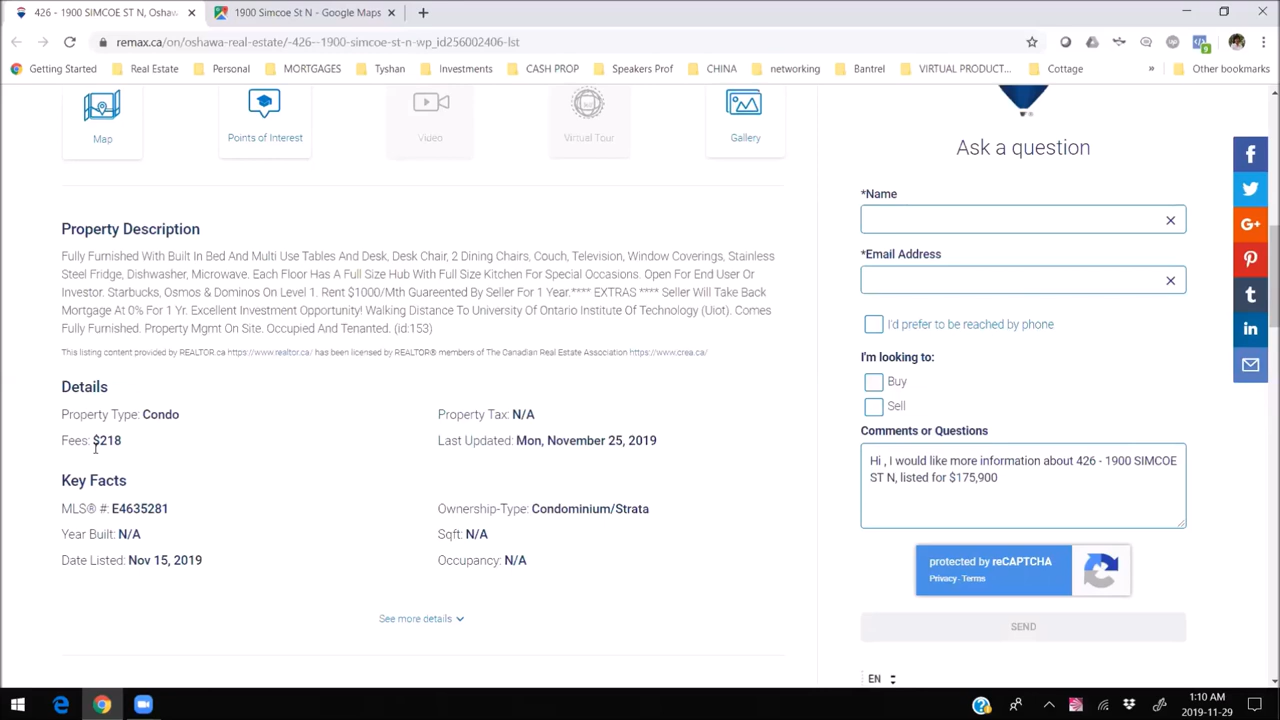 426 - 1900 SIMCOE ST N, Oshaw
1900 Simcoe St N - Google Maps
remax.ca/on/oshawa-real-estate/-426--1900-simcoe-st-n-wp_id256002406-lst
9
Getting Started
Real Estate
Personal
MORTGAGES
Tyshan
Investments
CASH PROP
Speakers Prof
CHINA
networking
Bantrel
VIRTUAL PRODUCT...
Cottage
»
Other bookmarks
Map
Points of Interest
Video
Virtual Tour
Gallery
Property Description
Fully Furnished With Built In Bed And Multi Use Tables And Desk, Desk Chair, 2 Dining Chairs, Couch, Television, Window Coverings, Stainless
Steel Fridge, Dishwasher, Microwave. Each Floor Has A Full Size Hub With Full Size Kitchen For Special Occasions. Open For End User Or
Investor. Starbucks, Osmos & Dominos On Level 1. Rent $1000/Mth Guareented By Seller For 1 Year.**** EXTRAS **** Seller Will Take Back
Mortgage At 0% For 1 Yr. Excellent Investment Opportunity! Walking Distance To University Of Ontario Institute Of Technology (Uiot). Comes
Fully Furnished. Property Mgmt On Site. Occupied And Tenanted. (id:153)
This listing content provided by REALTOR.ca https://www.realtor.ca/ has been licensed by REALTOR® members of The Canadian Real Estate Association https://www.crea.ca/
Details
Property Type: Condo
Property Tax: N/A
Fees: $218
Last Updated: Mon, November 25, 2019
Key Facts
MLS® #: E4635281
Ownership-Type: Condominium/Strata
Year Built: N/A
Sqft: N/A
Date Listed: Nov 15, 2019
Occupancy: N/A
See more details
Ask a question
*Name
*Email Address
I'd prefer to be reached by phone
I'm looking to:
Buy
Sell
Comments or Questions
Hi , I would like more information about 426 - 1900 SIMCOE
ST N, listed for $175,900
protected by reCAPTCHA
Privacy - Terms
SEND
EN
1:10 AM
2019-11-29